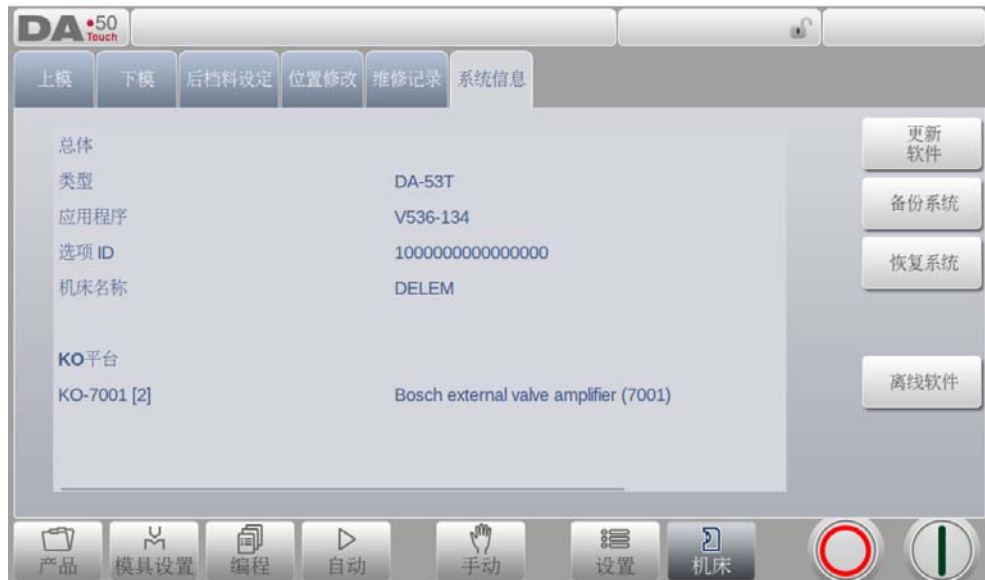 DA•50
Touch
上模 下模 后档料设定 位置修改 维修记录 系统信息
总体
类型 DA-53T
应用程序 V536-134
选项 ID 1000000000000000
机床名称 DELEM
KO平台
KO-7001 [2] Bosch external valve amplifier (7001)
更新
软件
备份系统
恢复系统
离线软件
产品 模具设置 编程 自动 手动 设置 机床